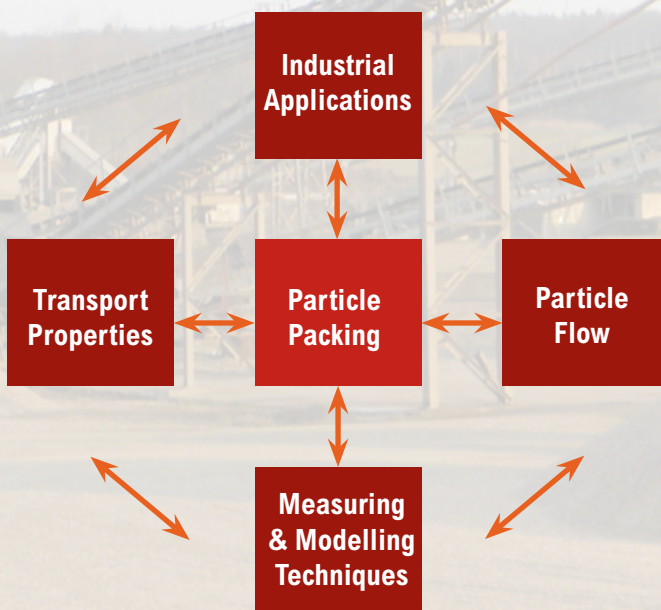 Industrial
Applications
Transport
Properties
Particle
Packing
Particle
Flow
Measuring
& Modelling
Techniques